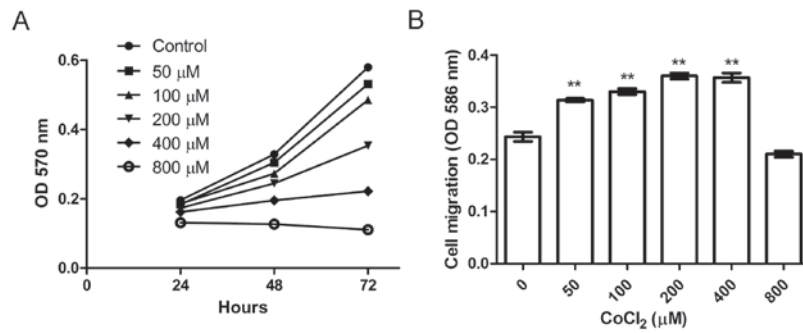 A
Control
50 μM
100 μM
200 μM
400 μM
800 μM
0.6
0.4
0.2
0.0
OD 570 nm
0
24
48
72
Hours
B
0.4
0.3
0.2
0.1
0.0
Cell migration (OD 586 nm)
**
**
**
**
0
50
100
200
400
800
CoCl₂ (μM)